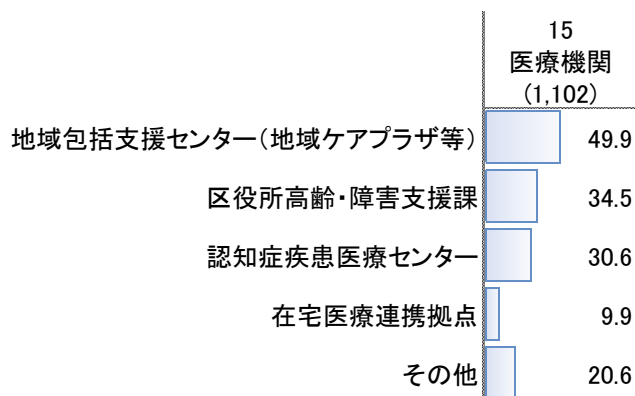 15
医療機関
(1,102)
地域包括支援センター(地域ケアプラザ等) 49.9
区役所高齢・障害支援課 34.5
認知症疾患医療センター 30.6
在宅医療連携拠点 9.9
その他 20.6